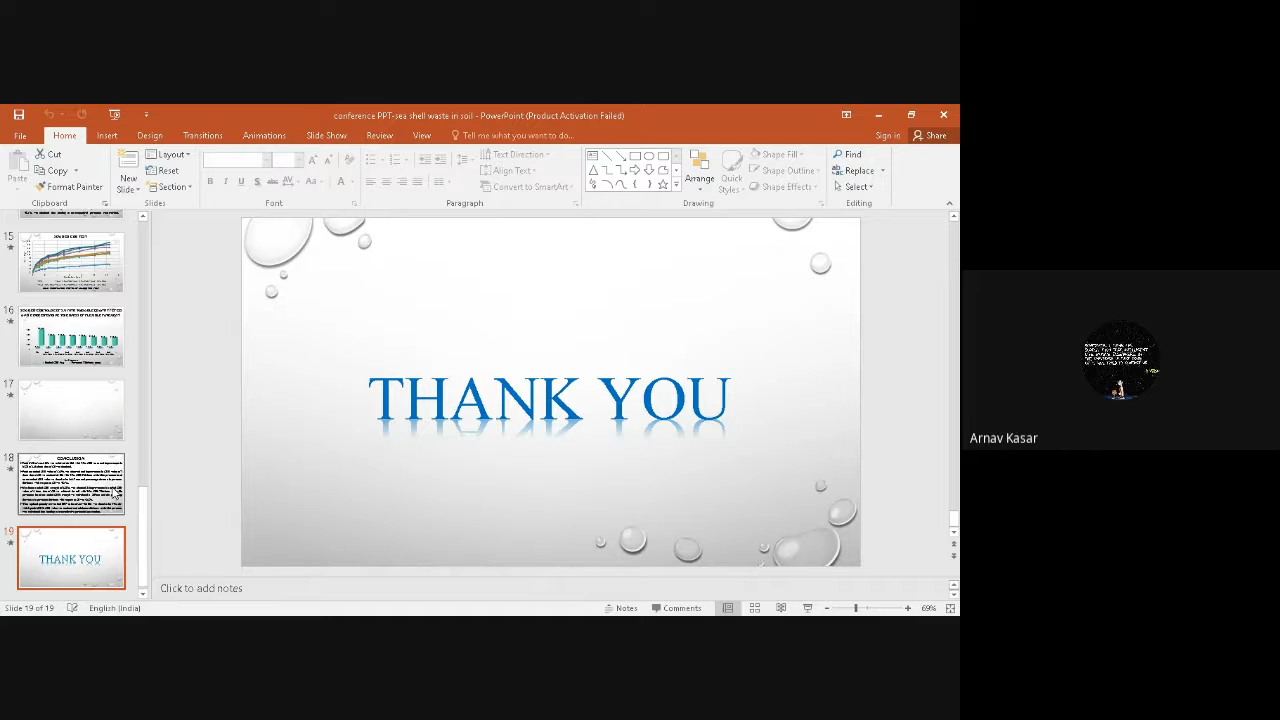 conference PPT-sea shell waste in soil - PowerPoint (Product Activation Failed)
File Home Insert Design Transitions Animations Slide Show Review View Tell me what you want to do... Sign in Share
Paste
Cut
Copy
Format Painter
Clipboard
New Slide
Layout
Reset
Section
Slides
Font
Text Direction
Align Text
Convert to SmartArt
Paragraph
Arrange
Quick Styles
Shape Fill
Shape Outline
Shape Effects
Drawing
Find
Replace
Select
Editing
15
16
17
18
CONCLUSION
19
THANK YOU
THANK YOU
Click to add notes
Slide 19 of 19 English (India) Notes Comments 69%
Arnav Kasar